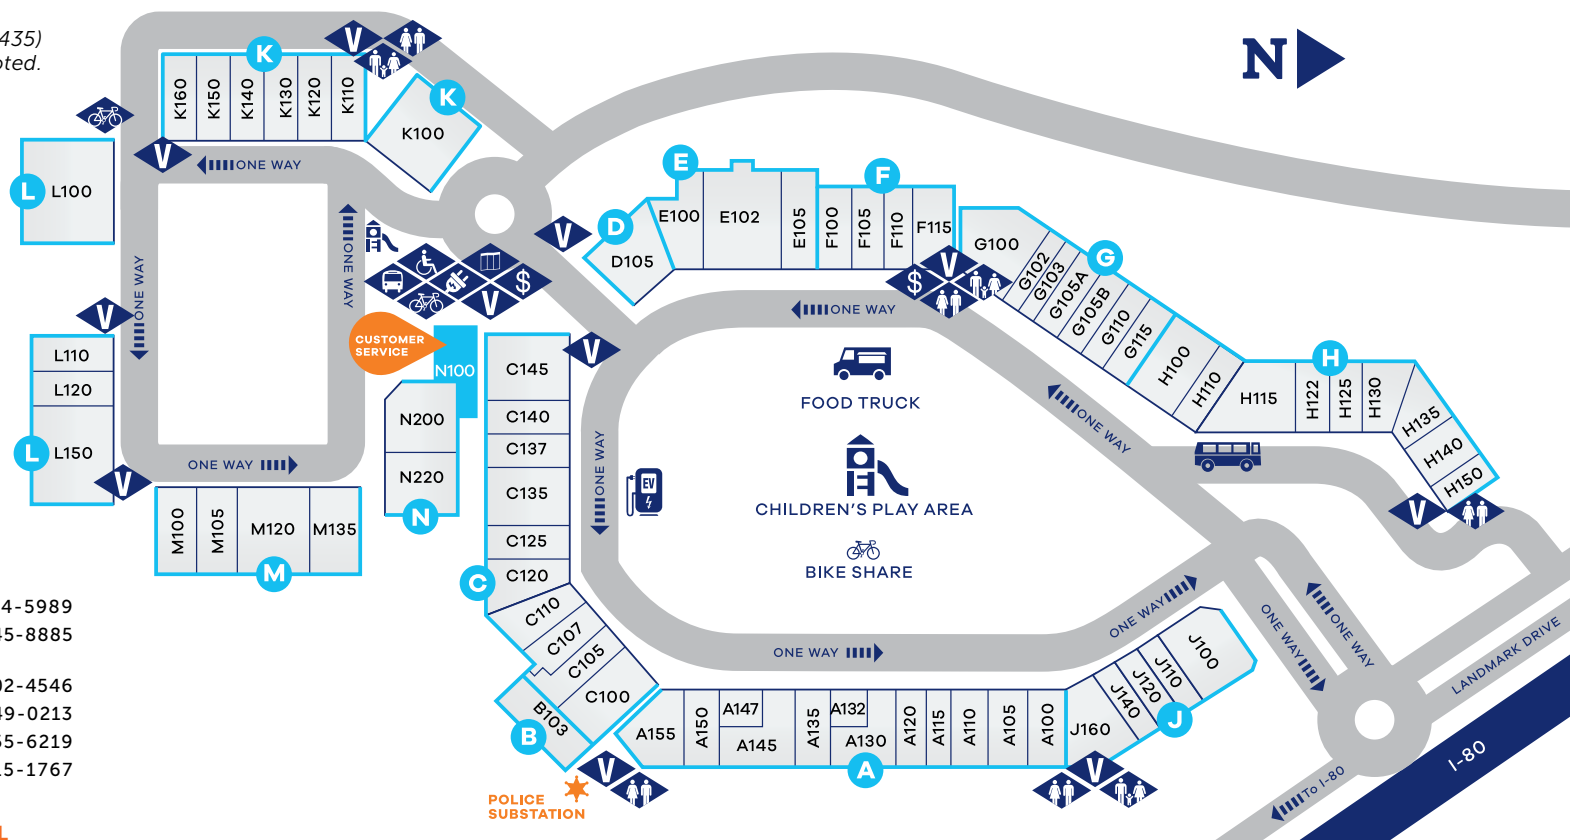 435)
oted.
N
K
K160
K150
K140
K130
K120
K110
V
K
K100
V
ONE WAY
L
L100
ONE WAY
ONE WAY
V
L110
L120
L
L150
V
ONE WAY
M100
M105
M120
M135
M
$
V
CUSTOMER
SERVICE
N100
N200
N220
N
V
D
D105
E
E100
E102
E105
F
F100
F105
F110
F115
V
$
G
G100
G102
G103
G105A
G105B
G110
G115
H
H100
H110
H115
H122
H125
H130
H135
H140
H150
V
ONE WAY
ONE WAY
FOOD TRUCK
CHILDREN'S PLAY AREA
BIKE SHARE
EV
ONE WAY
V
C145
C140
C137
C135
C125
C120
C
C110
C107
C105
C100
B103
B
ONE WAY
ONE WAY
ONE WAY
ONE WAY
LANDMARK DRIVE
I-80
To I-80
A155
A150
A147
A145
A135
A132
A130
A120
A115
A110
A105
A100
A
J160
J140
J120
J110
J100
J
V
V
POLICE
SUBSTATION
4-5989
45-8885
02-4546
49-0213
55-6219
15-1767
L